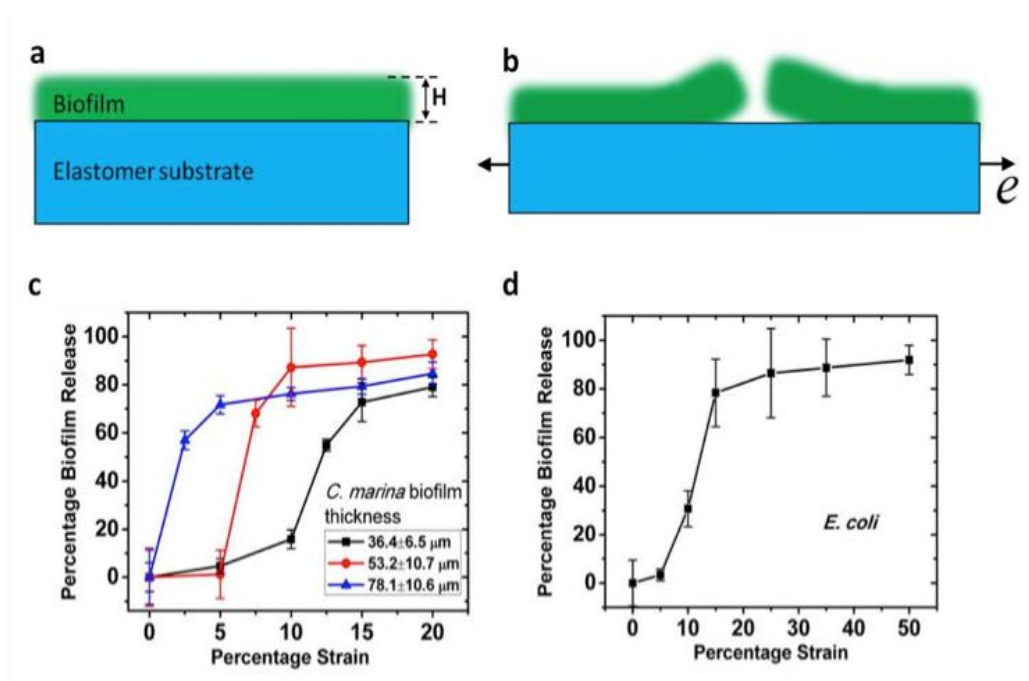 a
H
Biofilm
Elastomer substrate
b
e
c
Percentage Biofilm Release
100
80
60
40
20
0
C. marina biofilm
thickness
36.4±6.5 μm
53.2±10.7 μm
78.1±10.6 μm
0 5 10 15 20
Percentage Strain
d
Percentage Biofilm Release
100
80
60
40
20
0
E. coli
0 10 20 30 40 50
Percentage Strain